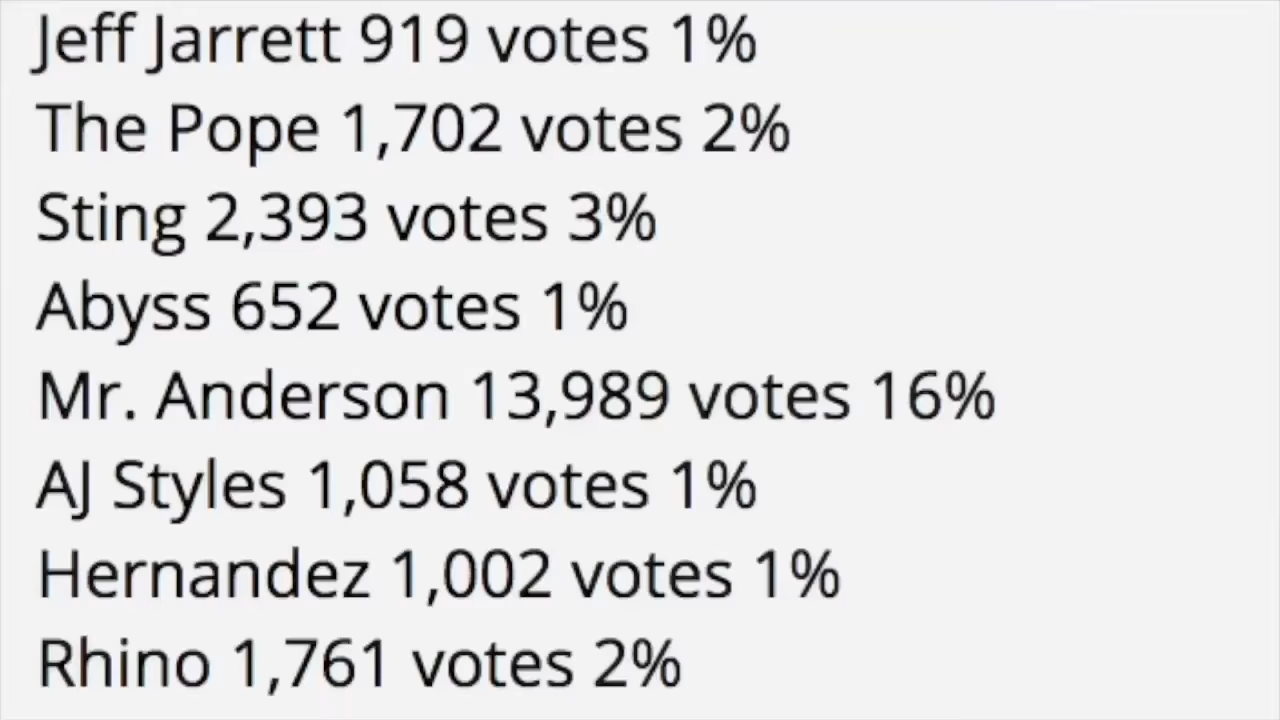 Jeff Jarrett 919 votes 1%
The Pope 1,702 votes 2%
Sting 2,393 votes 3%
Abyss 652 votes 1%
Mr. Anderson 13,989 votes 16%
AJ Styles 1,058 votes 1%
Hernandez 1,002 votes 1%
Rhino 1,761 votes 2%